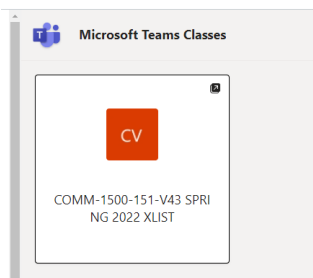 Microsoft Teams Classes
CV
COMM-1500-151-V43 SPRI
NG 2022 XLIST